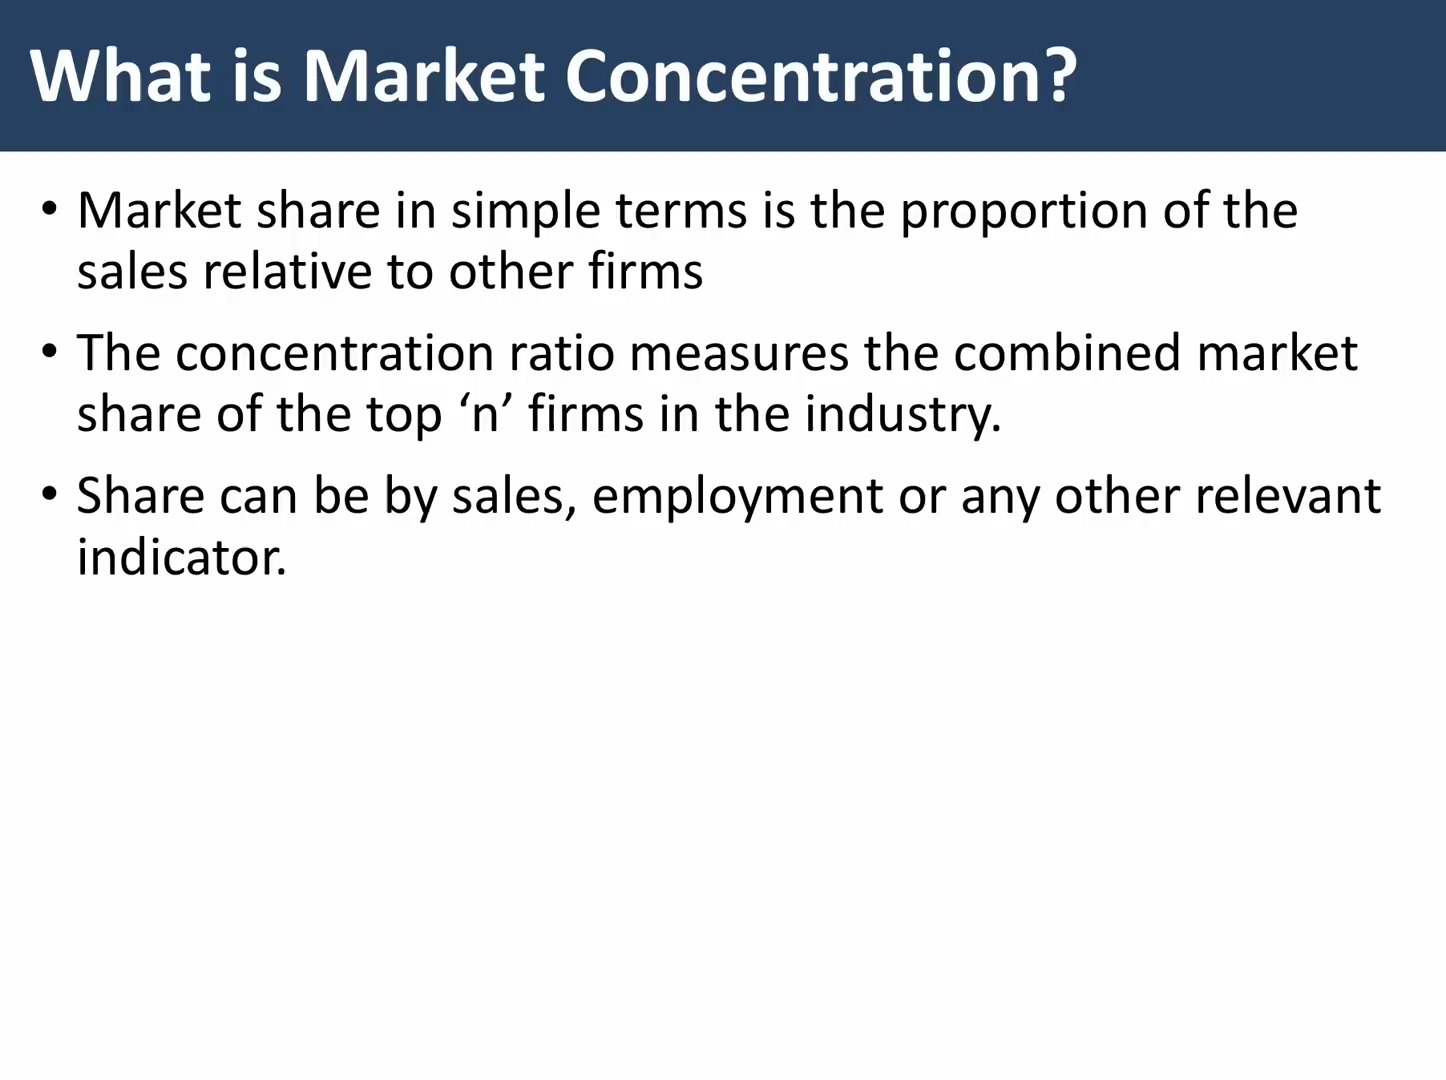 What is Market Concentration?
• Market share in simple terms is the proportion of the
sales relative to other firms
• The concentration ratio measures the combined market
share of the top ‘n’ firms in the industry.
• Share can be by sales, employment or any other relevant
indicator.